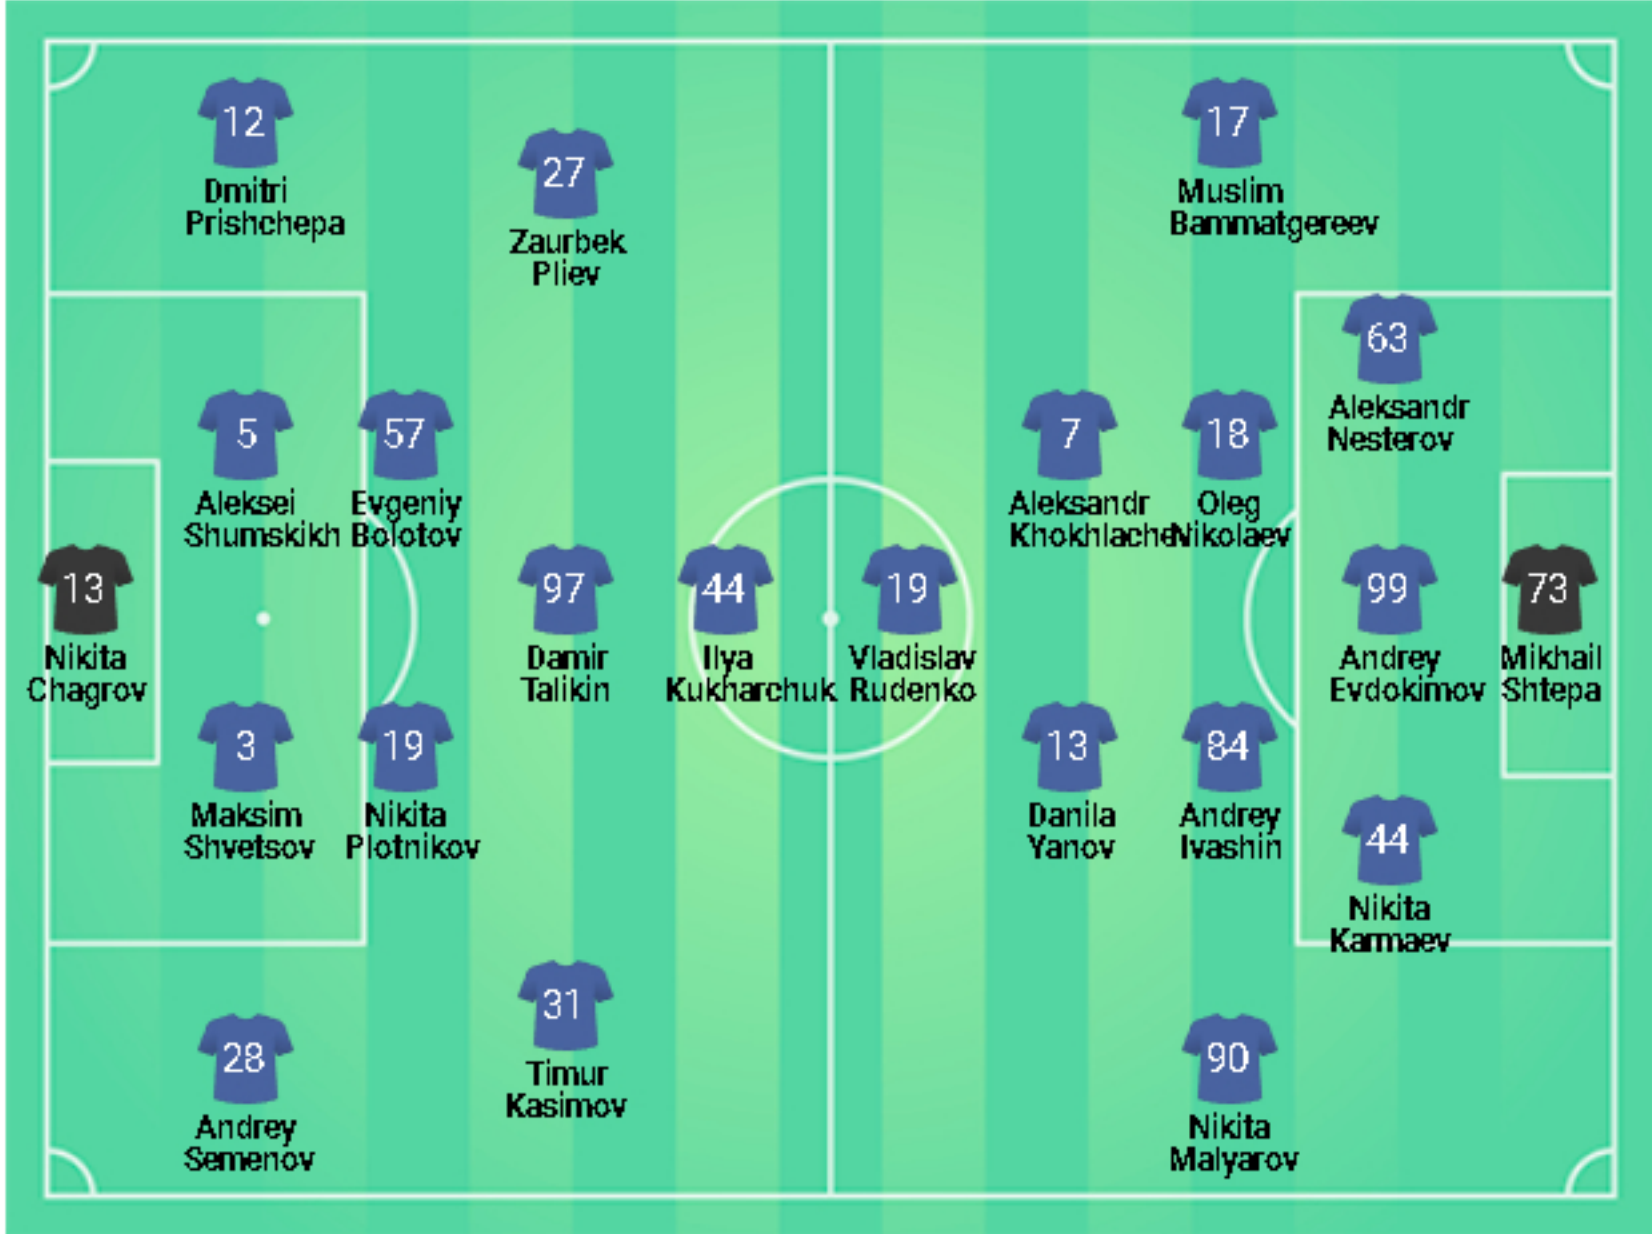 12
Dmitri
Prishchepa
27
Zaurbek
Pliev
5
Aleksei
Shumskikh
57
Evgeniy
Bolotov
13
Nikita
Chagrov
97
Damir
Talikin
44
Ilya
Kukharchuk
3
Maksim
Shvetsov
19
Nikita
Plotnikov
31
Timur
Kasimov
28
Andrey
Semenov
17
Muslim
Bammatgereev
63
Aleksandr
Nesterov
7
Aleksandr
18
Oleg
Nikolaev
19
Vladislav
Rudenko
99
Andrey
Evdokimov
73
Mikhail
Shtepa
13
Danila
Yanov
84
Andrey
Ivashin
44
Nikita
Karmaev
90
Nikita
Malyarov